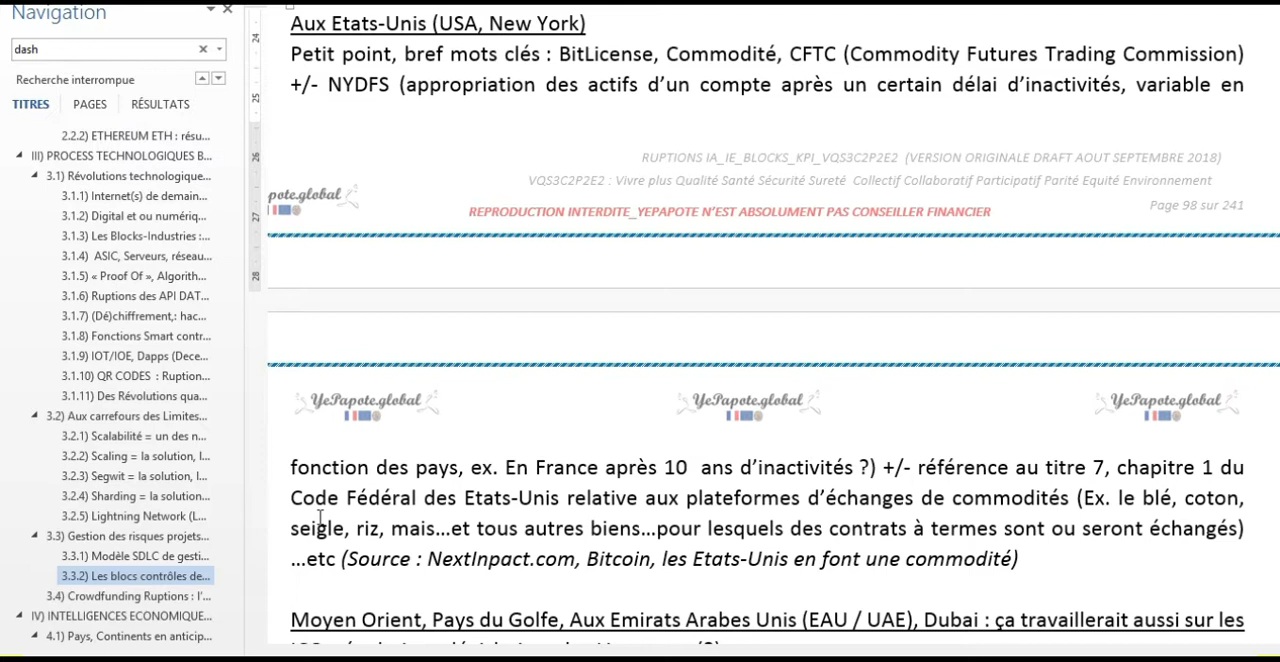 Navigation
dash
Recherche interrompue
TITRES PAGES RÉSULTATS
2.2.2) ETHEREUM ETH : résu...
III) PROCESS TECHNOLOGIQUES B...
3.1) Révolutions technologique...
3.1.1) Internet(s) de demain...
3.1.2) Digital et ou numériq...
3.1.3) Les Blocks-Industries :...
3.1.4) ASIC, Serveurs, réseau...
3.1.5) « Proof Of », Algorith...
3.1.6) Ruptions des API DAT...
3.1.7) (Dé)chiffrement,: hac...
3.1.8) Fonctions Smart contr...
3.1.9) IOT/IOE, Dapps (Dece...
3.1.10) QR CODES : Ruption...
3.1.11) Des Révolutions qua...
3.2) Aux carrefours des Limites...
3.2.1) Scalabilité = un des n...
3.2.2) Scaling = la solution, l...
3.2.3) Segwit = la solution, l...
3.2.4) Sharding = la solution...
3.2.5) Lightning Network (L...
3.3) Gestion des risques projets...
3.3.1) Modèle SDLC de gesti...
3.3.2) Les blocs contrôles de...
3.4) Crowdfunding Ruptions : l'...
IV) INTELLIGENCES ECONOMIQUE...
4.1) Pays, Continents en anticip...
24
25
26
27
28
Aux Etats-Unis (USA, New York)
Petit point, bref mots clés : BitLicense, Commodité, CFTC (Commodity Futures Trading Commission)
+/- NYDFS (appropriation des actifs d'un compte après un certain délai d'inactivités, variable en
RUPTIONS IA_IE_BLOCKS_KPI_VQS3C2P2E2 (VERSION ORIGINALE DRAFT AOUT SEPTEMBRE 2018)
VQS3C2P2E2 : Vivre plus Qualité Santé Sécurité Sureté Collectif Collaboratif Participatif Parité Equité Environnement
pote.global
REPRODUCTION INTERDITE_YEPAPOTE N'EST ABSOLUMENT PAS CONSEILLER FINANCIER
Page 98 sur 241
YePapote.global YePapote.global YePapote.global
fonction des pays, ex. En France après 10 ans d'inactivités ?) +/- référence au titre 7, chapitre 1 du
Code Fédéral des Etats-Unis relative aux plateformes d'échanges de commodités (Ex. le blé, coton,
seigle, riz, mais...et tous autres biens...pour lesquels des contrats à termes sont ou seront échangés)
...etc (Source : NextInpact.com, Bitcoin, les Etats-Unis en font une commodité)
Moyen Orient, Pays du Golfe, Aux Emirats Arabes Unis (EAU / UAE), Dubai : ça travaillerait aussi sur les